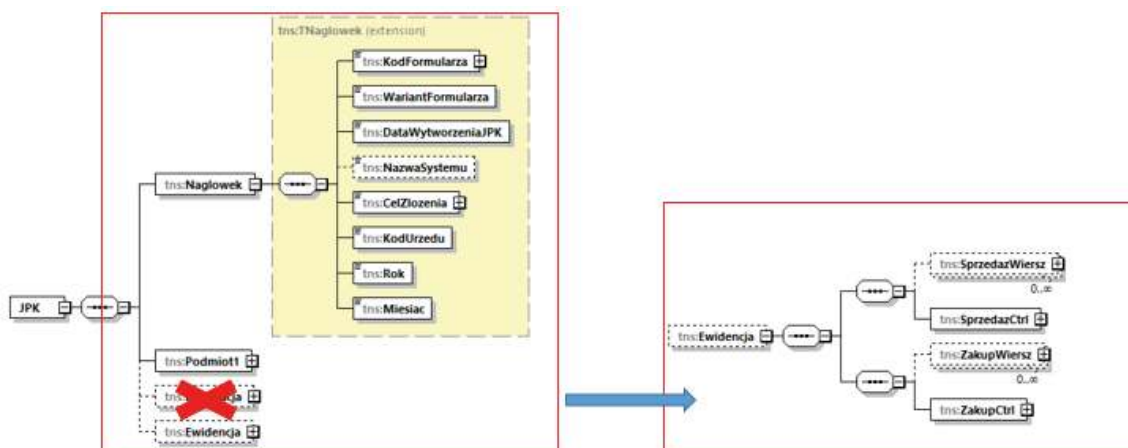 tns:TNaglowek (extension)
tns:KodFormularza
tns:WariantFormularza
tns:DataWytworzeniaJPK
tns:NazwaSystemu
tns:Naglowek
tns:CelZlozenia
tns:KodUrzedu
tns:Rok
tns:Miesiac
JPK
tns:Podmiot1
tns:
tns:Ewidencja
tns:SprzedazWiersz
0..∞
tns:SprzedazCtrl
tns:Ewidencja
tns:ZakupWiersz
0..∞
tns:ZakupCtrl